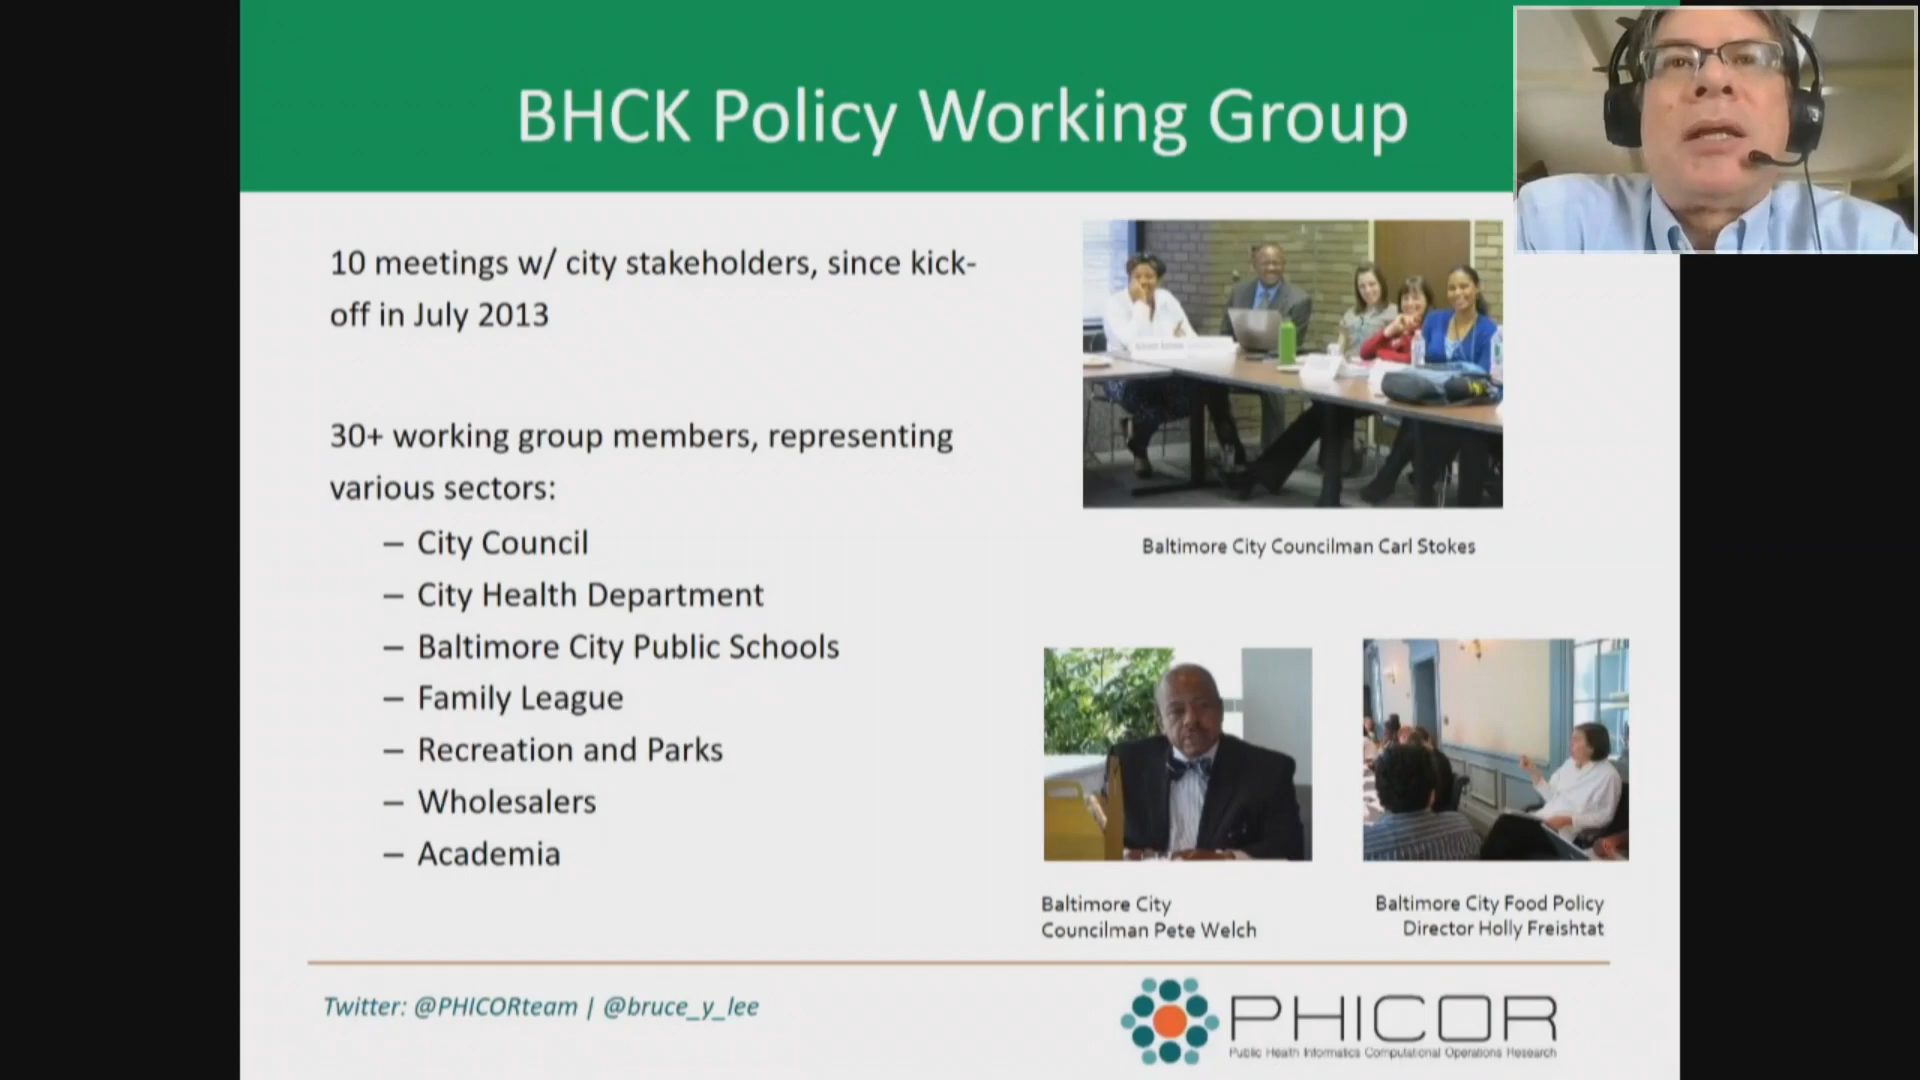 BHCK Policy Working Group
10 meetings w/ city stakeholders, since kick-
off in July 2013
30+ working group members, representing
various sectors:
– City Council
– City Health Department
– Baltimore City Public Schools
– Family League
– Recreation and Parks
– Wholesalers
– Academia
Baltimore City Councilman Carl Stokes
Baltimore City
Councilman Pete Welch
Baltimore City Food Policy
Director Holly Freishtat
Twitter: @PHICORteam | @bruce_y_lee
PHICOR
Public Health Informatics Computational Operations Research